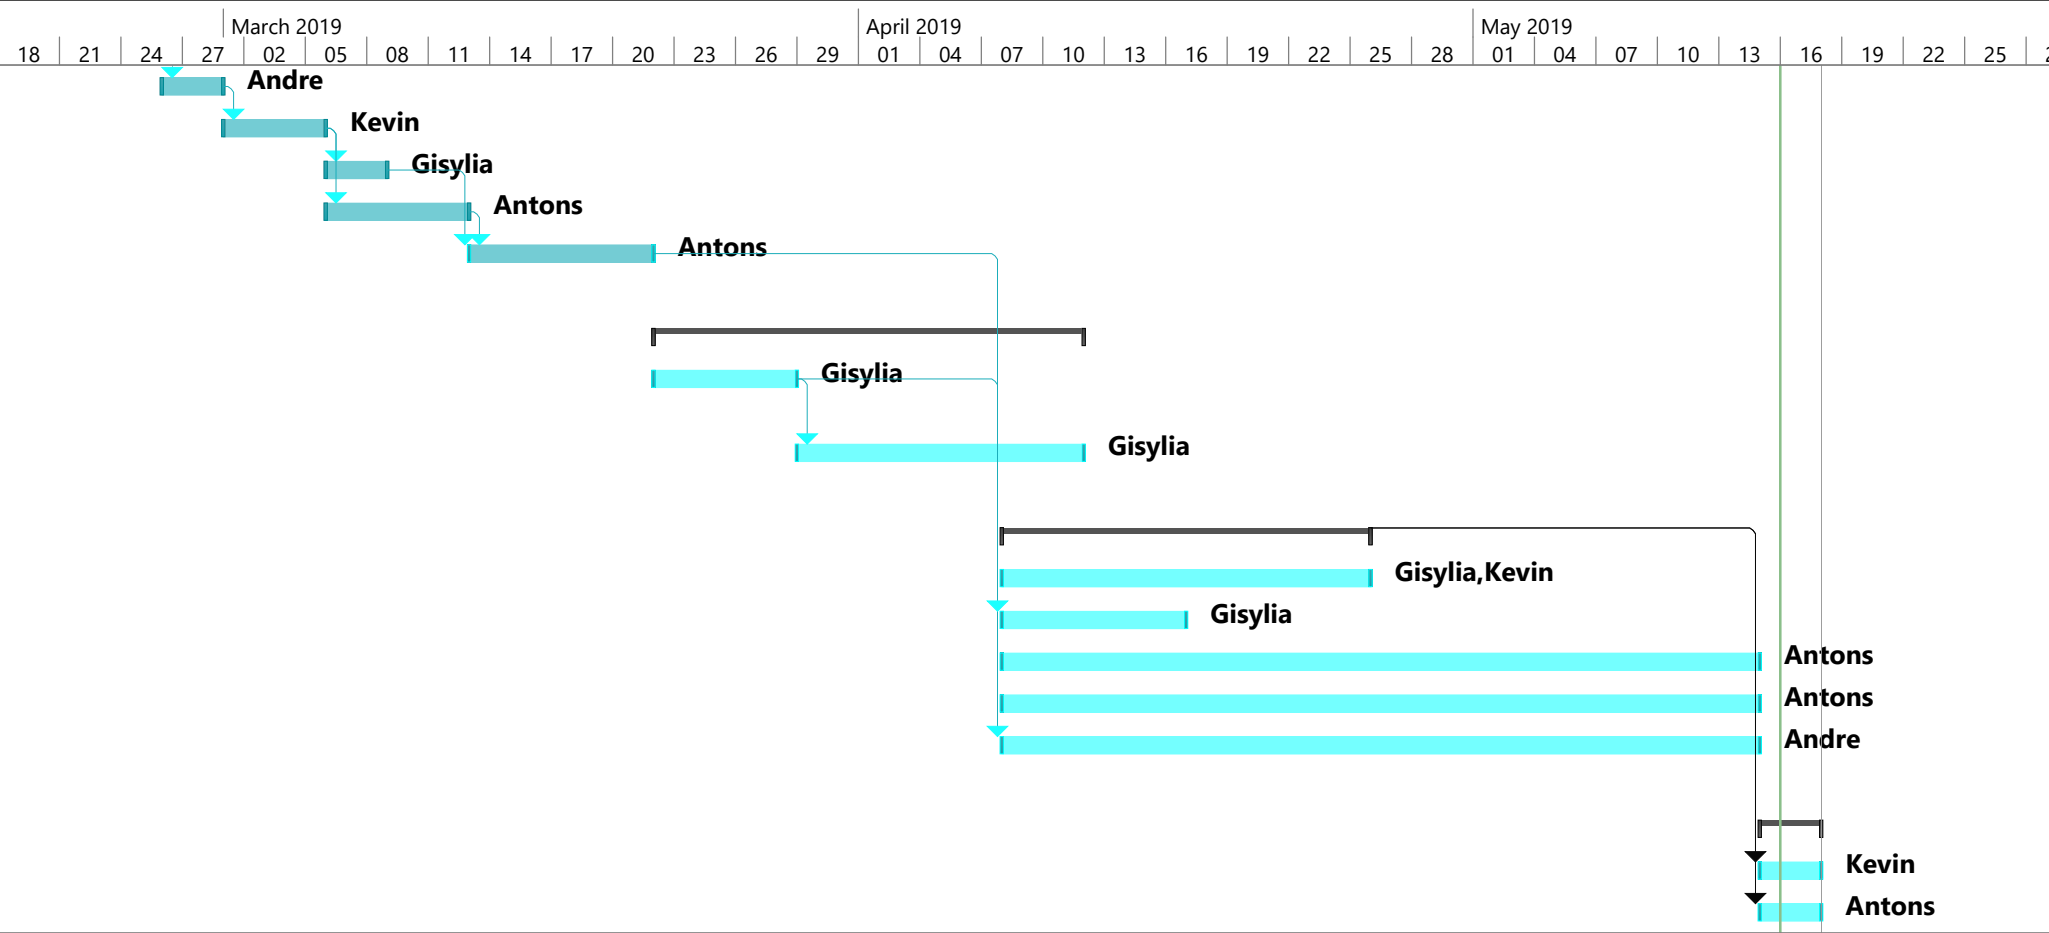 March 2019 April 2019 May 2019
18 21 24 27 02 05 08 11 14 17 20 23 26 29 01 04 07 10 13 16 19 22 25 28 01 04 07 10 13 16 19 22 25
Andre
Kevin
Gisylia
Antons
Antons
Gisylia
Gisylia
Gisylia,Kevin
Gisylia
Antons
Antons
Andre
Kevin
Antons